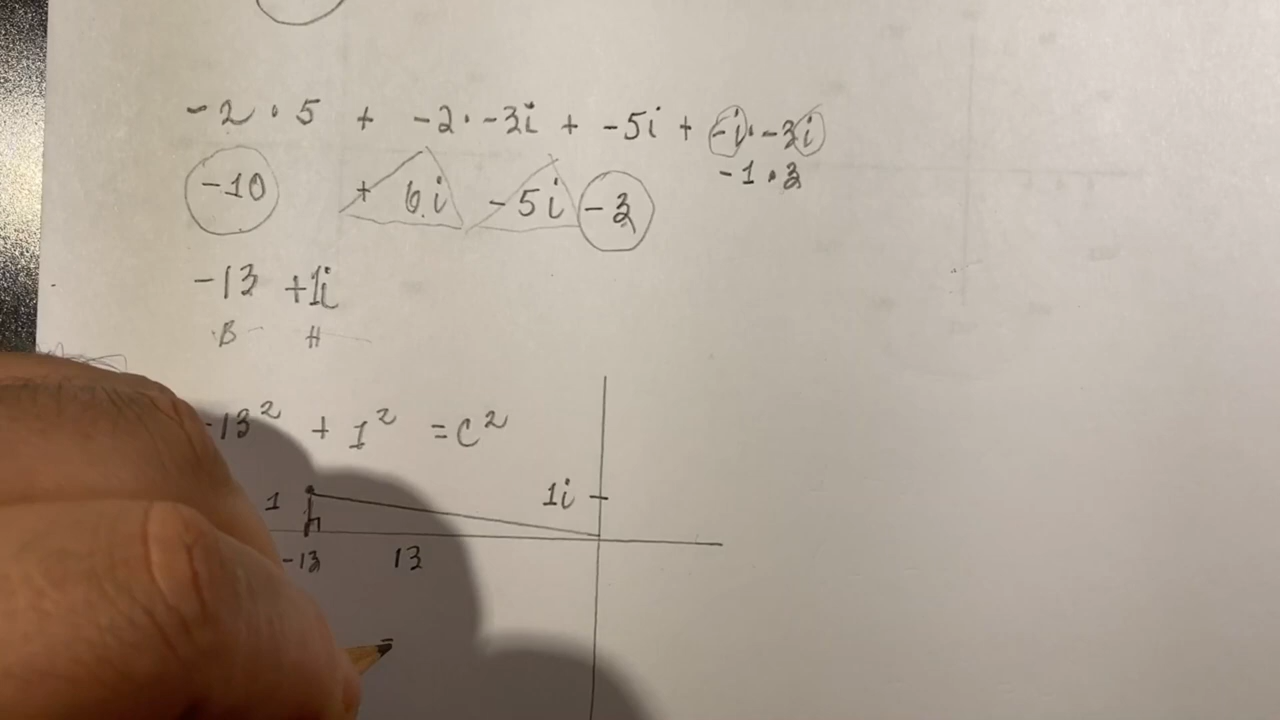 -2 · 5 + -2 · -3i + -5i + -i · -3i
-1 · 3
-10 + 6i -5i -3
-13 +1i
B H
-13² + 1² = C²
1 1i
-13 13